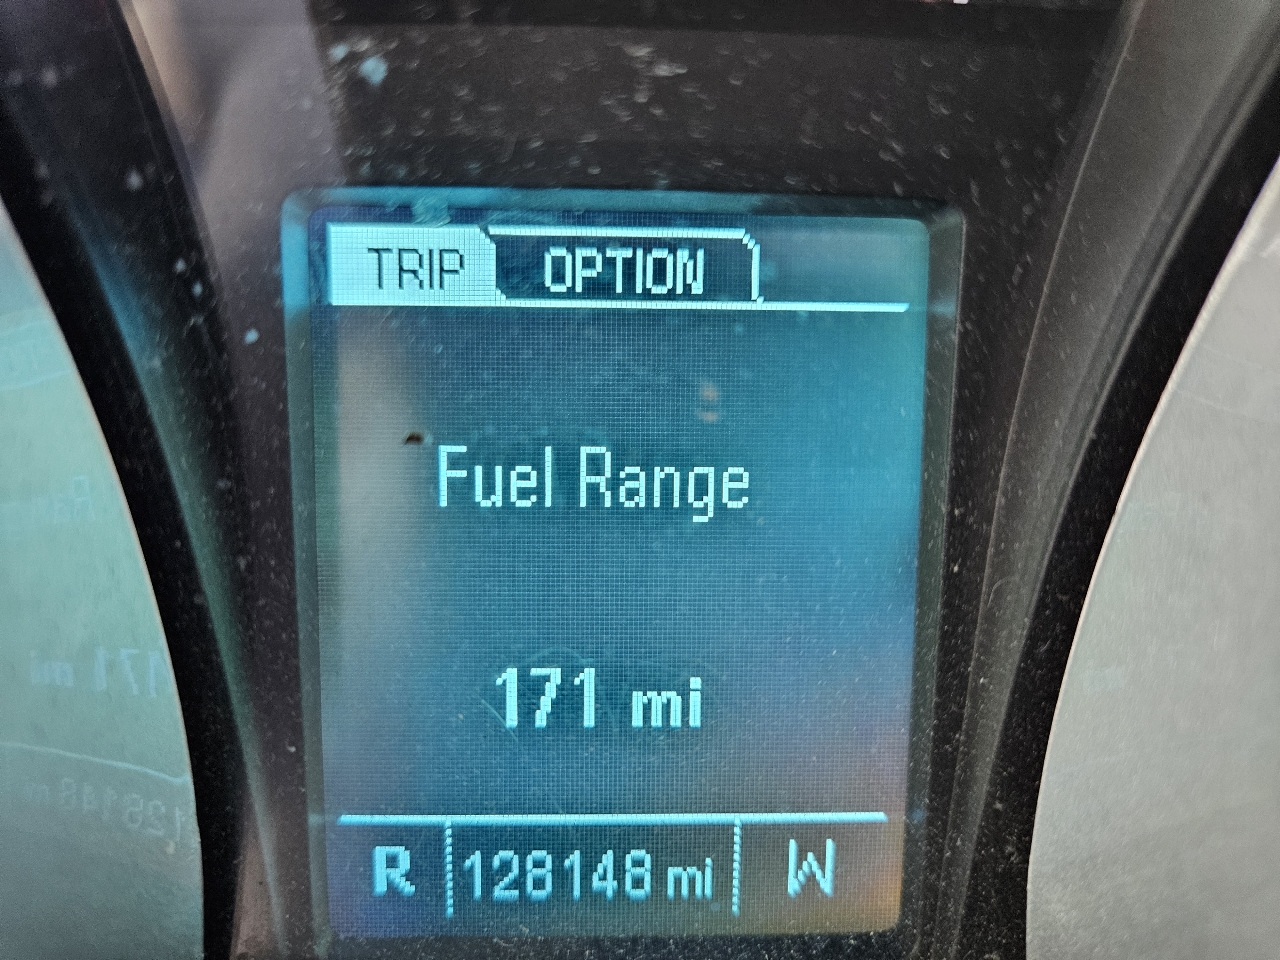 TRIP OPTION
Fuel Range
171 mi
R 128148 mi W